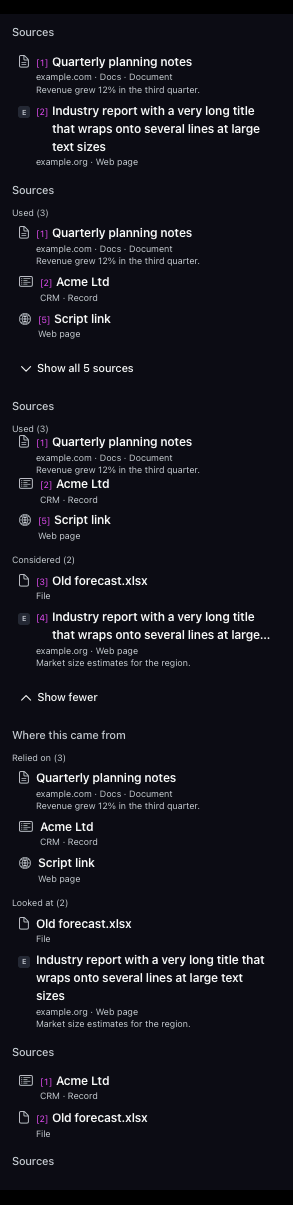 Sources
[1] Quarterly planning notes
example.com · Docs · Document
Revenue grew 12% in the third quarter.
E [2] Industry report with a very long title
that wraps onto several lines at large
text sizes
example.org · Web page
Sources
Used (3)
[1] Quarterly planning notes
example.com · Docs · Document
Revenue grew 12% in the third quarter.
[2] Acme Ltd
CRM · Record
[5] Script link
Web page
Show all 5 sources
Sources
Used (3)
[1] Quarterly planning notes
example.com · Docs · Document
Revenue grew 12% in the third quarter.
[2] Acme Ltd
CRM · Record
[5] Script link
Web page
Considered (2)
[3] Old forecast.xlsx
File
E [4] Industry report with a very long title
that wraps onto several lines at large...
example.org · Web page
Market size estimates for the region.
Show fewer
Where this came from
Relied on (3)
Quarterly planning notes
example.com · Docs · Document
Revenue grew 12% in the third quarter.
Acme Ltd
CRM · Record
Script link
Web page
Looked at (2)
Old forecast.xlsx
File
E Industry report with a very long title that
wraps onto several lines at large text
sizes
example.org · Web page
Market size estimates for the region.
Sources
[1] Acme Ltd
CRM · Record
[2] Old forecast.xlsx
File
Sources